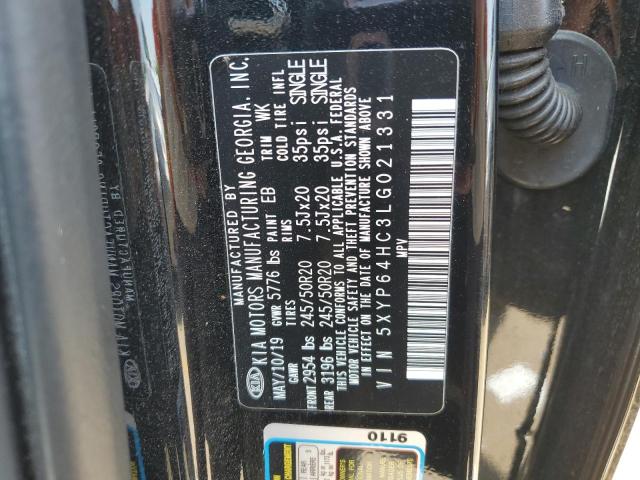 MANUFACTURED BY
KIA KIA MOTORS MANUFACTURING GEORGIA, INC.
MAY/10/19 GVWR 5776 lbs PAINT EB TRIM WK
GAWR TIRES RIMS COLD TIRE INFL
FRONT 2954 lbs 245/50R20 7.5Jx20 35psi SINGLE
REAR 3196 lbs 245/50R20 7.5Jx20 35psi SINGLE
THIS VEHICLE CONFORMS TO ALL APPLICABLE U.S.A. FEDERAL
MOTOR VEHICLE SAFETY AND THEFT PREVENTION STANDARDS
IN EFFECT ON THE DATE OF MANUFACTURE SHOWN ABOVE
VIN 5XYP64HC3LG021331
MPV
9110
REAR
ARRIERE
H